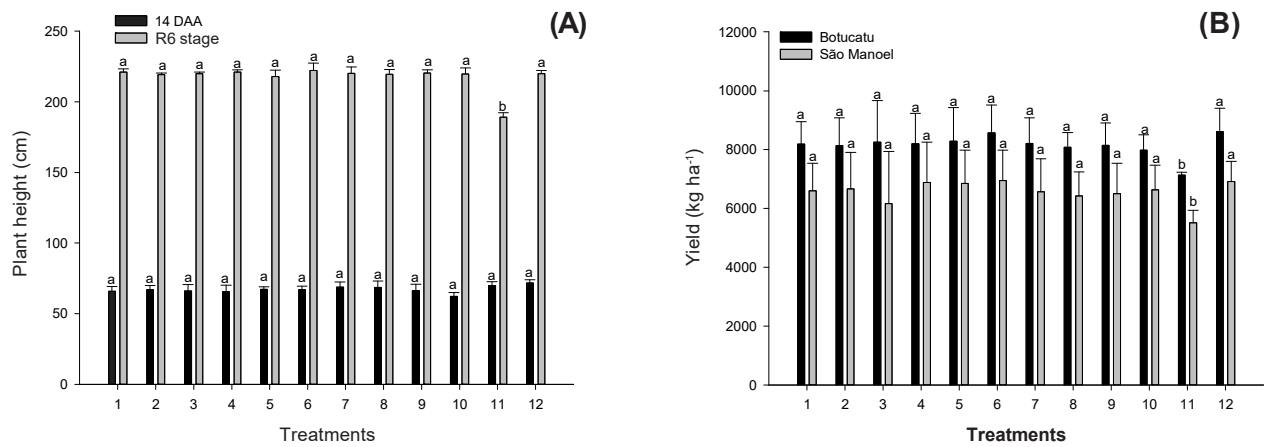 (A)
14 DAA
R6 stage
Plant height (cm)
250
200
150
100
50
0
a a a a a a a a a a b a
a a a a a a a a a a a a
1 2 3 4 5 6 7 8 9 10 11 12
Treatments
(B)
Botucatu
São Manoel
Yield (kg ha⁻¹)
12000
10000
8000
6000
4000
2000
0
a a a a a a a a a a b a
a a a a a a a a a a b a
1 2 3 4 5 6 7 8 9 10 11 12
Treatments